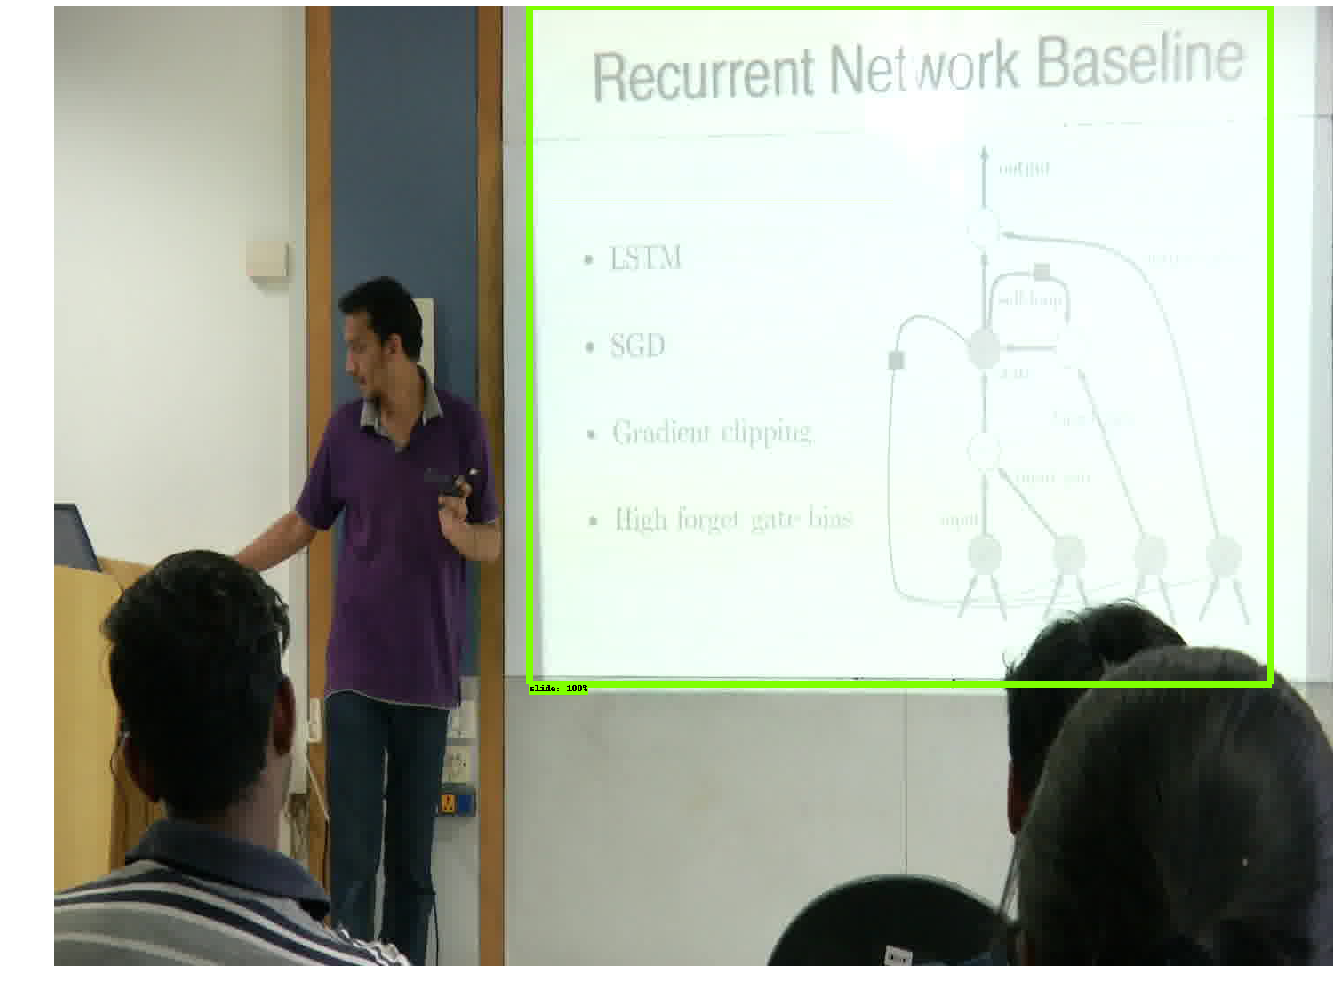 Recurrent Network Baseline
output
• LSTM
self-loop
• SGD
• Gradient clipping
• High forget gate bias
input
slide: 100%